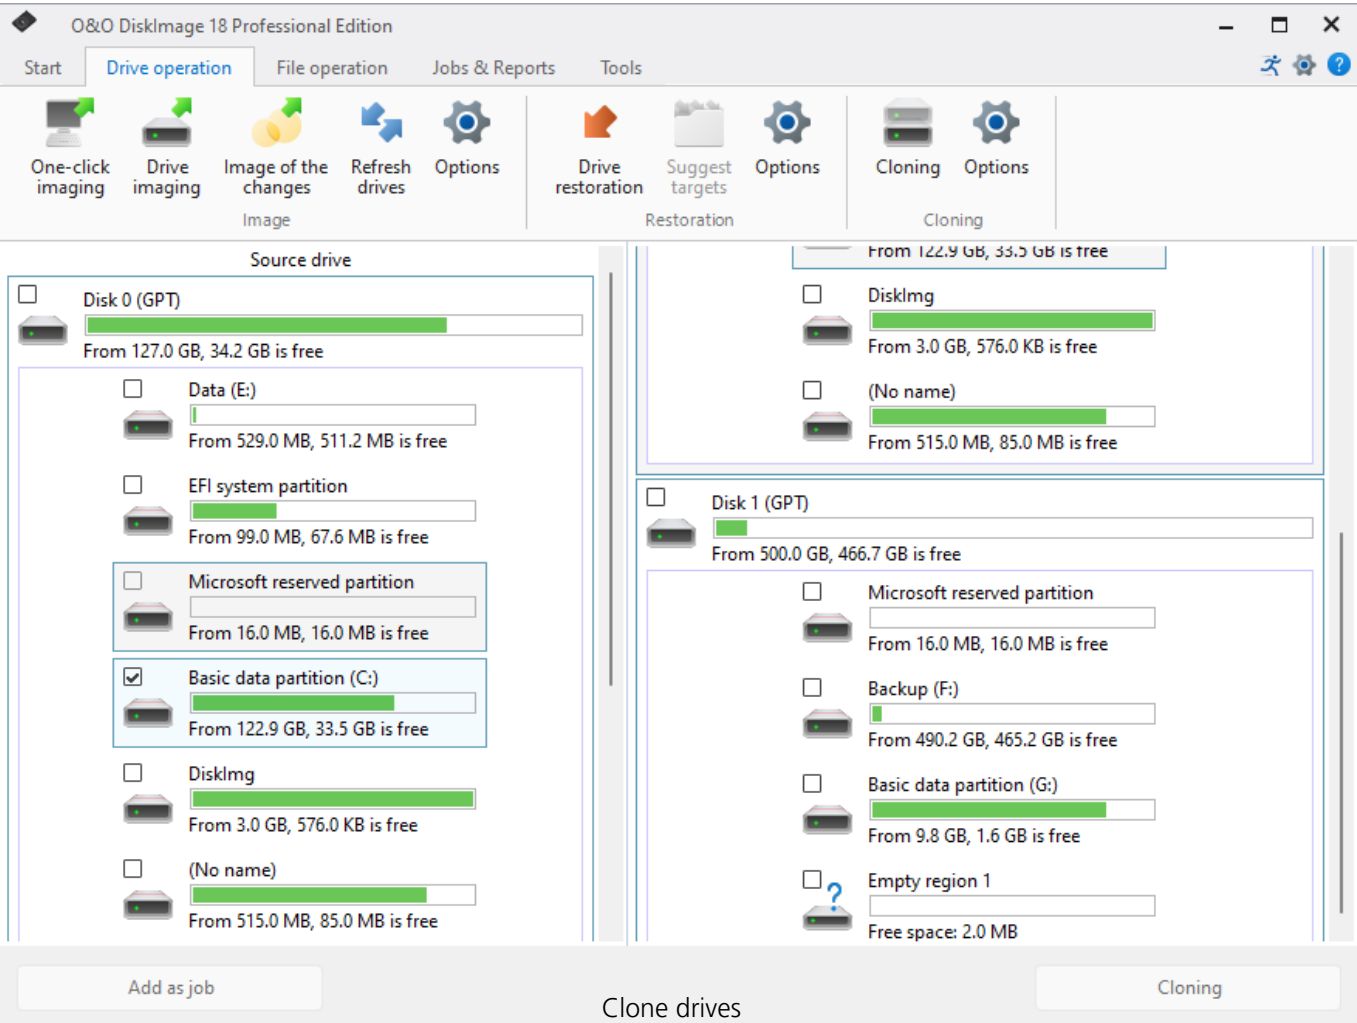 O&O DiskImage 18 Professional Edition
Start
Drive operation
File operation
Jobs & Reports
Tools
?
One-click
imaging
Drive
imaging
Image of the
changes
Refresh
drives
Options
Image
Drive
restoration
Suggest
targets
Options
Restoration
Cloning
Options
Cloning
Source drive
Disk 0 (GPT)
From 127.0 GB, 34.2 GB is free
Data (E:)
From 529.0 MB, 511.2 MB is free
EFI system partition
From 99.0 MB, 67.6 MB is free
Microsoft reserved partition
From 16.0 MB, 16.0 MB is free
Basic data partition (C:)
From 122.9 GB, 33.5 GB is free
DiskImg
From 3.0 GB, 576.0 KB is free
(No name)
From 515.0 MB, 85.0 MB is free
From 122.9 GB, 33.5 GB is free
DiskImg
From 3.0 GB, 576.0 KB is free
(No name)
From 515.0 MB, 85.0 MB is free
Disk 1 (GPT)
From 500.0 GB, 466.7 GB is free
Microsoft reserved partition
From 16.0 MB, 16.0 MB is free
Backup (F:)
From 490.2 GB, 465.2 GB is free
Basic data partition (G:)
From 9.8 GB, 1.6 GB is free
?
Empty region 1
Free space: 2.0 MB
Add as job
Cloning
Clone drives